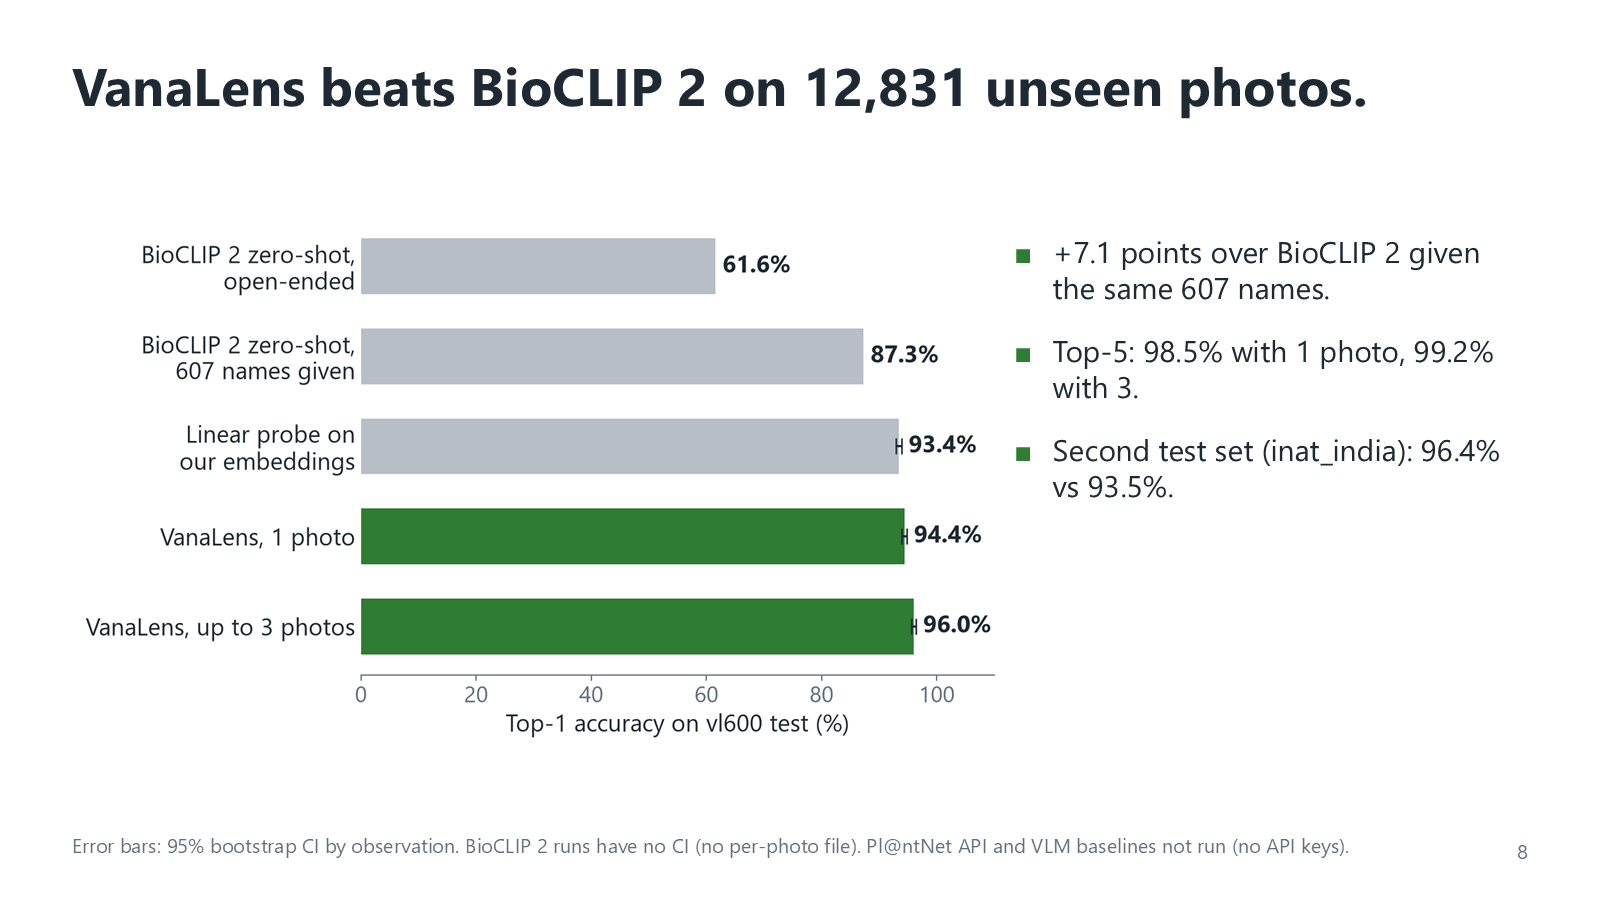 VanaLens beats BioCLIP 2 on 12,831 unseen photos.
BioCLIP 2 zero-shot,
open-ended
61.6%
BioCLIP 2 zero-shot,
607 names given
87.3%
Linear probe on
our embeddings
93.4%
VanaLens, 1 photo
94.4%
VanaLens, up to 3 photos
96.0%
0 20 40 60 80 100
Top-1 accuracy on vl600 test (%)
+7.1 points over BioCLIP 2 given
the same 607 names.
Top-5: 98.5% with 1 photo, 99.2%
with 3.
Second test set (inat_india): 96.4%
vs 93.5%.
Error bars: 95% bootstrap CI by observation. BioCLIP 2 runs have no CI (no per-photo file). Pl@ntNet API and VLM baselines not run (no API keys).
8